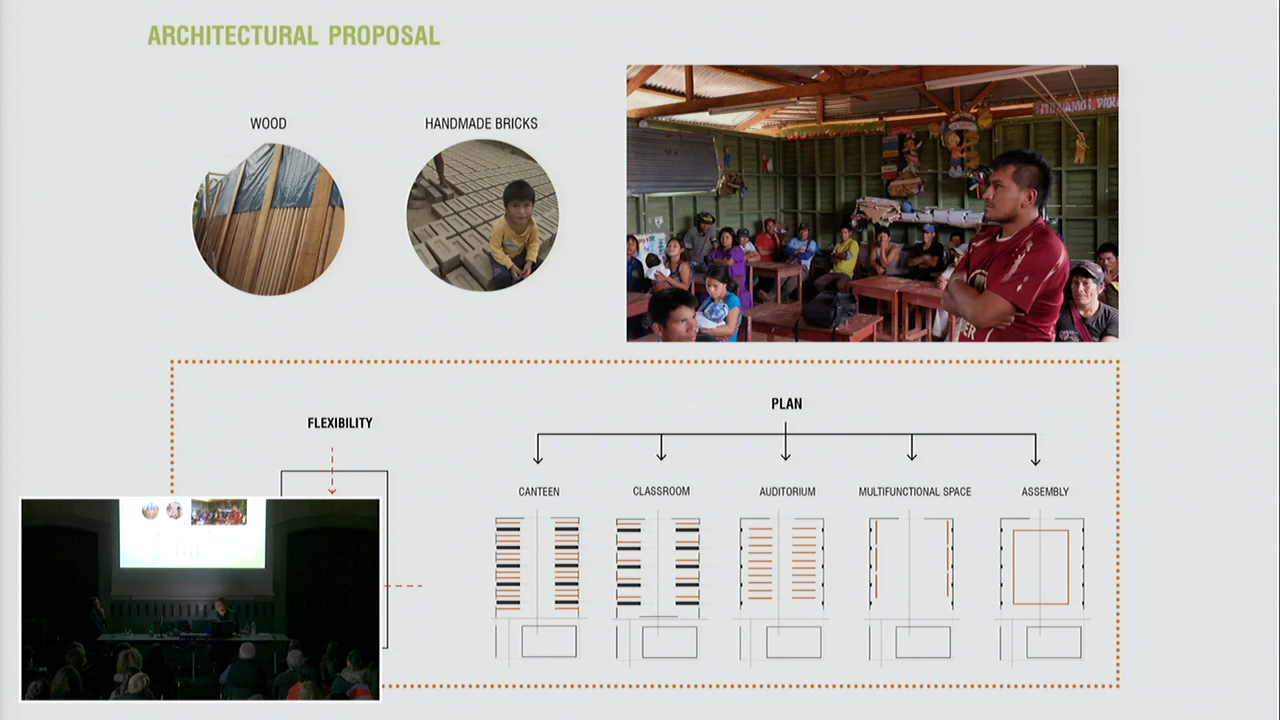 ARCHITECTURAL PROPOSAL
WOOD
HANDMADE BRICKS
PLAN
FLEXIBILITY
CANTEEN
CLASSROOM
AUDITORIUM
MULTIFUNCTIONAL SPACE
ASSEMBLY